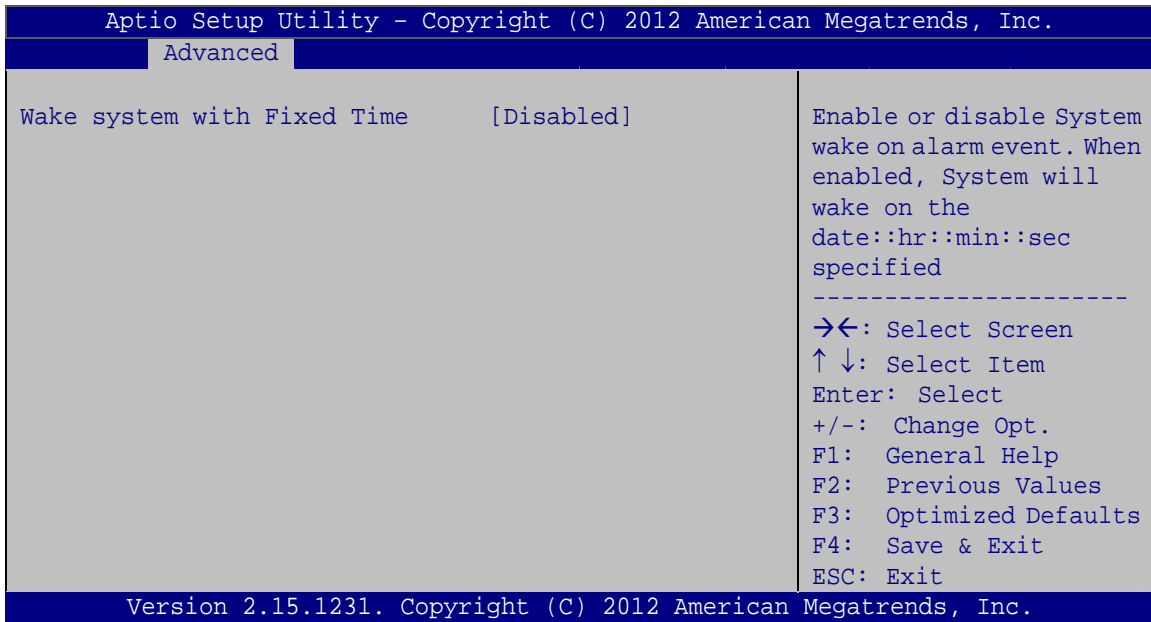 Aptio Setup Utility – Copyright (C) 2012 American Megatrends, Inc.
Advanced
Wake system with Fixed Time [Disabled]
Enable or disable System
wake on alarm event. When
enabled, System will
wake on the
date::hr::min::sec
specified
----------------------
→←: Select Screen
↑ ↓: Select Item
Enter: Select
+/-: Change Opt.
F1: General Help
F2: Previous Values
F3: Optimized Defaults
F4: Save & Exit
ESC: Exit
Version 2.15.1231. Copyright (C) 2012 American Megatrends, Inc.